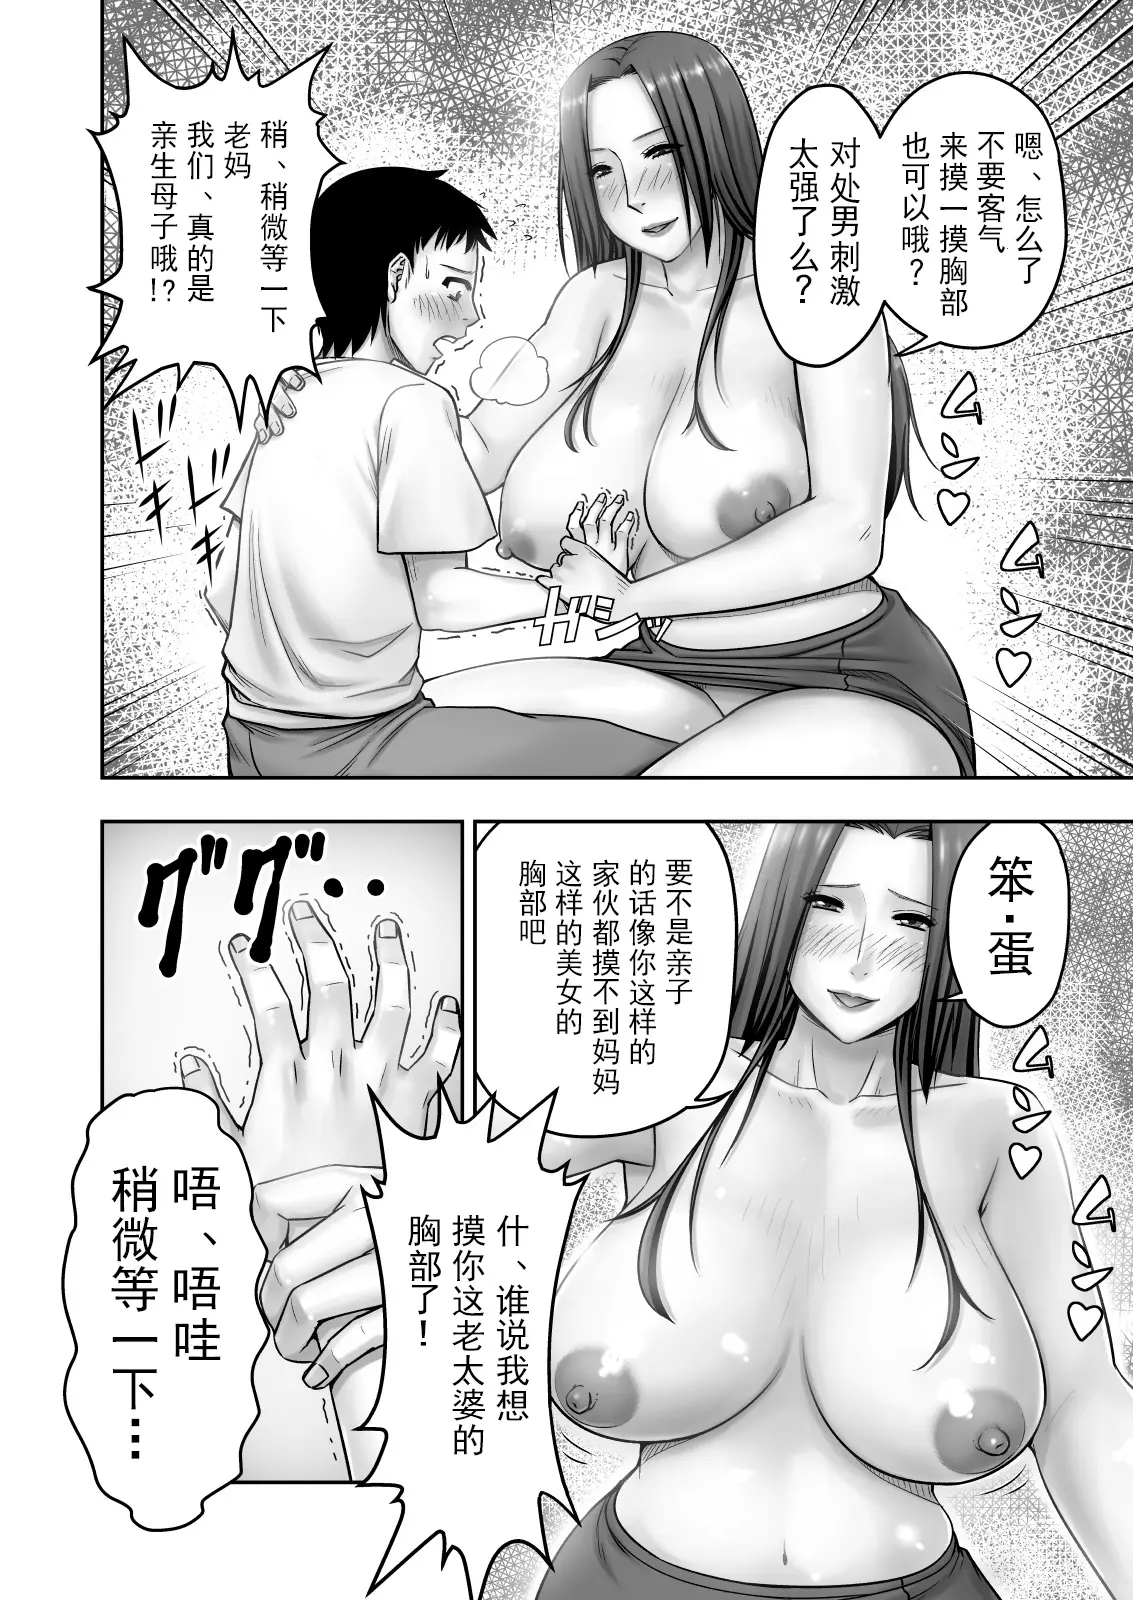 嗯、怎么了
不要客气
来摸一摸胸部
也可以哦？
对处男刺激
太强了么？
ムンッ♡
ムンッ♡
稍、稍微等一下
老妈
我们、真的是
亲生母子哦!?
ドキ
ドキ
ガシ
笨·蛋
ムンッ♡
ムンッ♡
要不是亲子
的话像你这样的
家伙都摸不到妈妈
这样的美女的
胸部吧
什、谁说我想
摸你这老太婆的
胸部了！
ググ‥
唔、唔哇
稍微等一下…